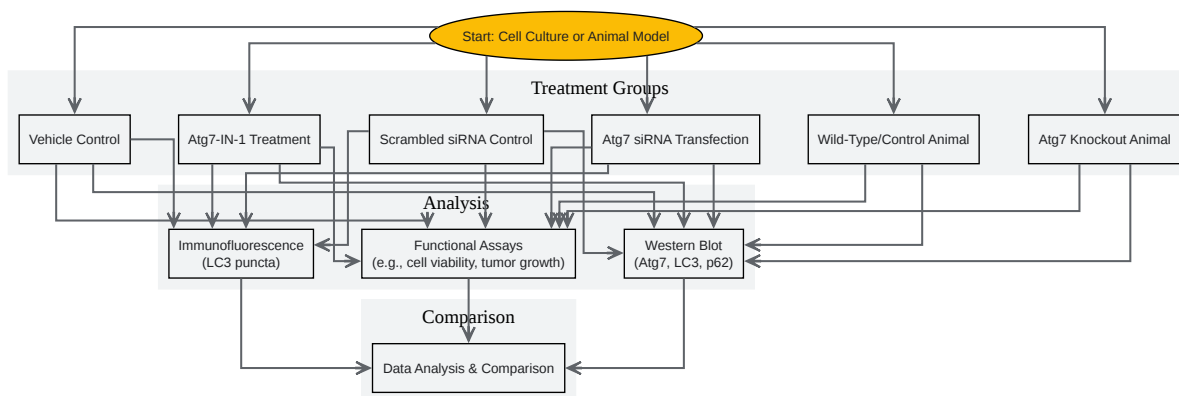 Start: Cell Culture or Animal Model
Treatment Groups
Vehicle Control
Atg7-IN-1 Treatment
Scrambled siRNA Control
Atg7 siRNA Transfection
Wild-Type/Control Animal
Atg7 Knockout Animal
Analysis
Immunofluorescence
(LC3 puncta)
Functional Assays
(e.g., cell viability, tumor growth)
Western Blot
(Atg7, LC3, p62)
Comparison
Data Analysis & Comparison